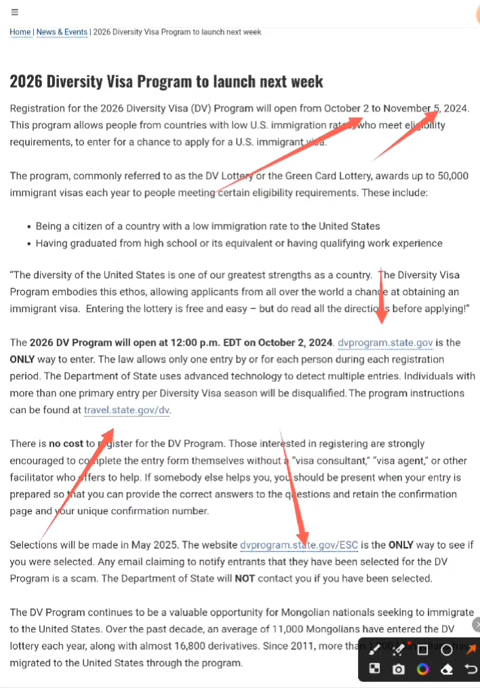 Home | News & Events | 2026 Diversity Visa Program to launch next week
2026 Diversity Visa Program to launch next week
Registration for the 2026 Diversity Visa (DV) Program will open from October 2 to November 5, 2024.
This program allows people from countries with low U.S. immigration rates, who meet eligibility
requirements, to enter for a chance to apply for a U.S. immigrant visa.
The program, commonly referred to as the DV Lottery or the Green Card Lottery, awards up to 50,000
immigrant visas each year to people meeting certain eligibility requirements. These include:
• Being a citizen of a country with a low immigration rate to the United States
• Having graduated from high school or its equivalent or having qualifying work experience
“The diversity of the United States is one of our greatest strengths as a country. The Diversity Visa
Program embodies this ethos, allowing applicants from all over the world a chance at obtaining an
immigrant visa. Entering the lottery is free and easy – but do read all the directions before applying!”
The 2026 DV Program will open at 12:00 p.m. EDT on October 2, 2024. dvprogram.state.gov is the
ONLY way to enter. The law allows only one entry by or for each person during each registration
period. The Department of State uses advanced technology to detect multiple entries. Individuals with
more than one primary entry per Diversity Visa season will be disqualified. The program instructions
can be found at travel.state.gov/dv.
There is no cost to register for the DV Program. Those interested in registering are strongly
encouraged to complete the entry form themselves without a “visa consultant,” “visa agent,” or other
facilitator who offers to help. If somebody else helps you, you should be present when your entry is
prepared so that you can provide the correct answers to the questions and retain the confirmation
page and your unique confirmation number.
Selections will be made in May 2025. The website dvprogram.state.gov/ESC is the ONLY way to see if
you were selected. Any email claiming to notify entrants that they have been selected for the DV
Program is a scam. The Department of State will NOT contact you if you have been selected.
The DV Program continues to be a valuable opportunity for Mongolian nationals seeking to immigrate
to the United States. Over the past decade, an average of 11,000 Mongolians have entered the DV
lottery each year, along with almost 16,800 derivatives. Since 2011, more than
migrated to the United States through the program.